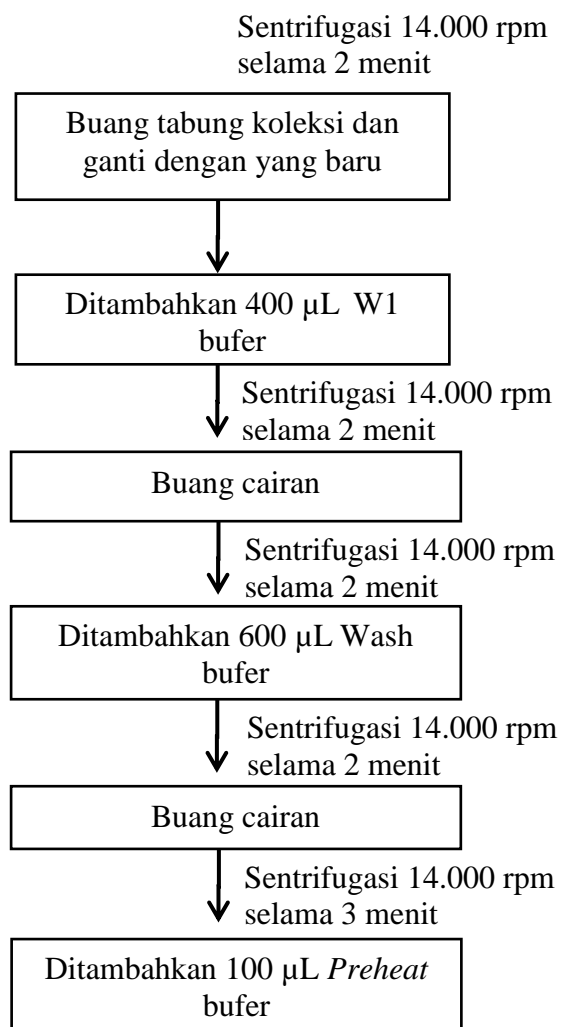 Sentrifugasi 14.000 rpm
selama 2 menit
Buang tabung koleksi dan
ganti dengan yang baru
Ditambahkan 400 µL W1
bufer
Sentrifugasi 14.000 rpm
selama 2 menit
Buang cairan
Sentrifugasi 14.000 rpm
selama 2 menit
Ditambahkan 600 µL Wash
bufer
Sentrifugasi 14.000 rpm
selama 2 menit
Buang cairan
Sentrifugasi 14.000 rpm
selama 3 menit
Ditambahkan 100 µL Preheat
bufer